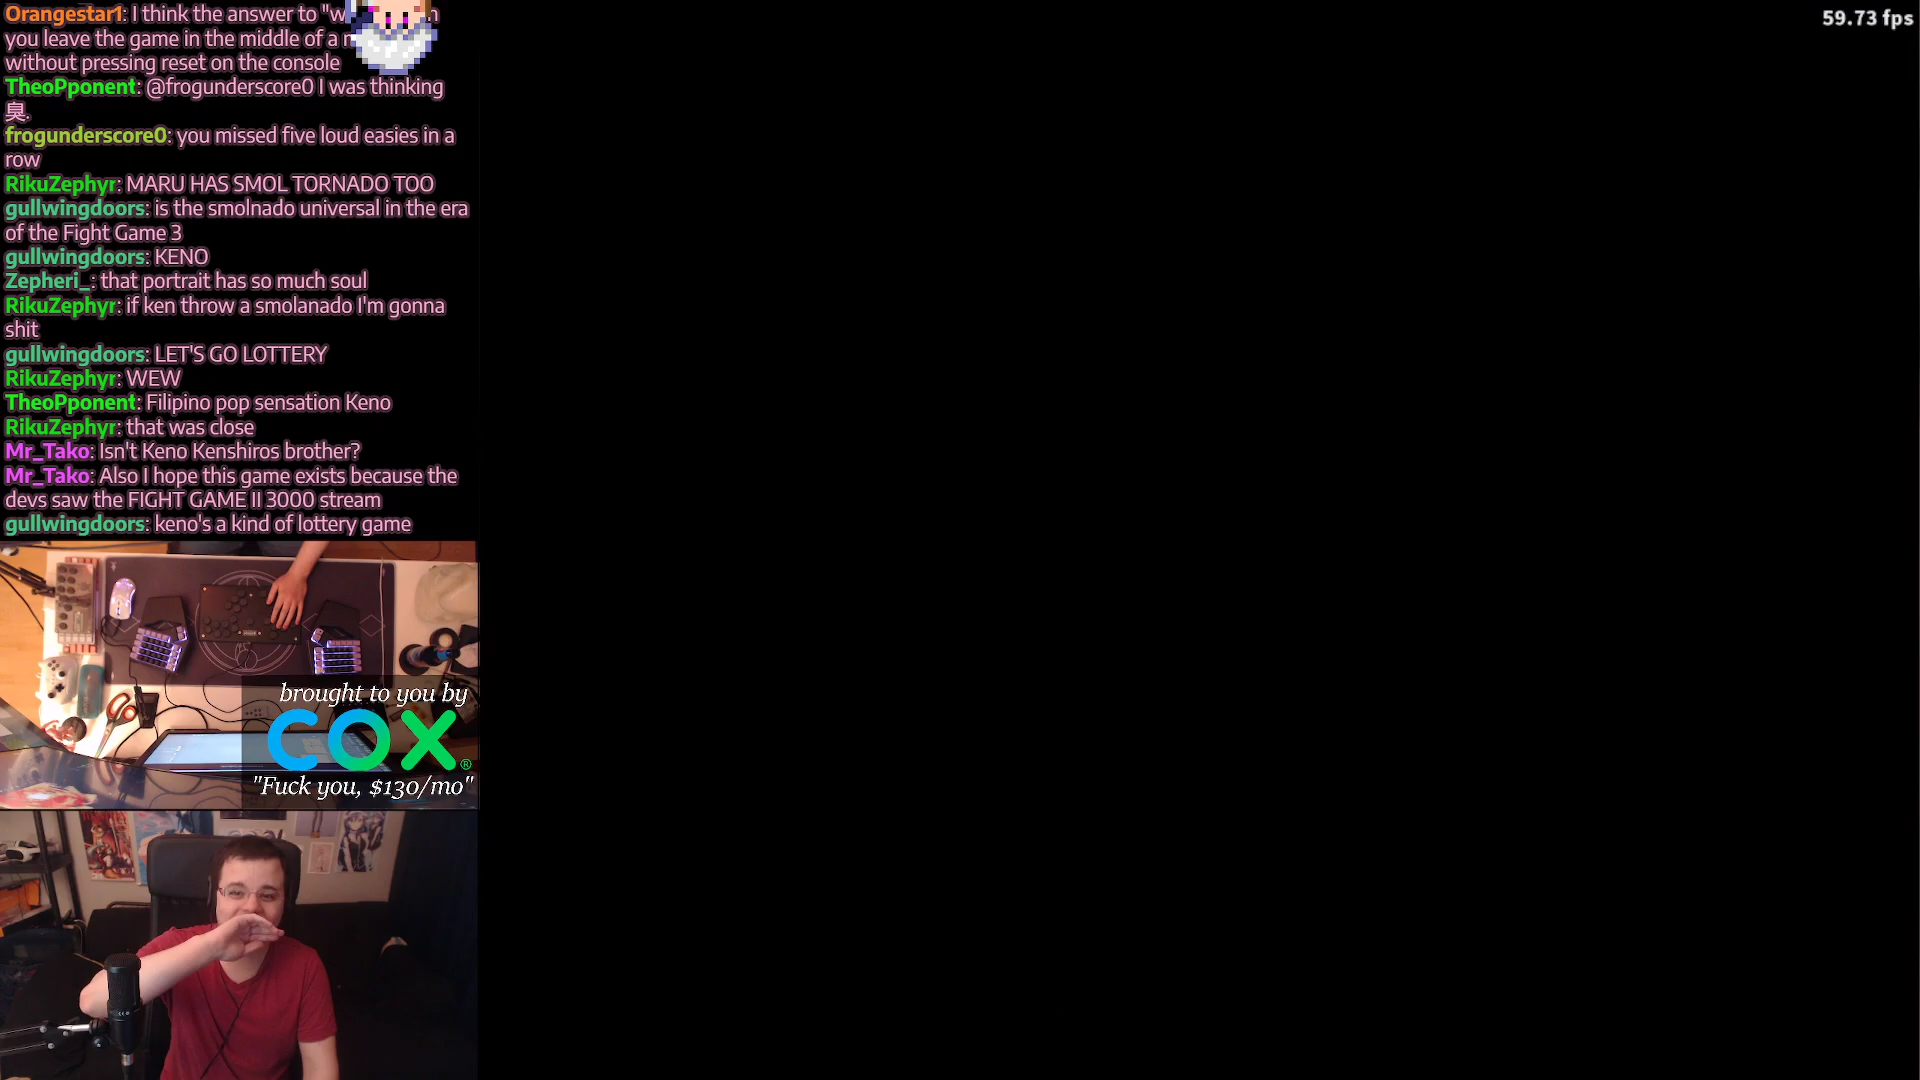 Orangestar1: I think the answer to "w
you leave the game in the middle of a
without pressing reset on the console
TheoPponent: @frogunderscore0 I was thinking
臭.
frogunderscore0: you missed five loud easies in a
row
RikuZephyr: MARU HAS SMOL TORNADO TOO
gullwingdoors: is the smolnado universal in the era
of the Fight Game 3
gullwingdoors: KENO
Zepheri_: that portrait has so much soul
RikuZephyr: if ken throw a smolanado I'm gonna
shit
gullwingdoors: LET'S GO LOTTERY
RikuZephyr: WEW
TheoPponent: Filipino pop sensation Keno
RikuZephyr: that was close
Mr_Tako: Isn't Keno Kenshiros brother?
Mr_Tako: Also I hope this game exists because the
devs saw the FIGHT GAME II 3000 stream
gullwingdoors: keno's a kind of lottery game
brought to you by
COX®
"Fuck you, $130/mo"
59.73 fps